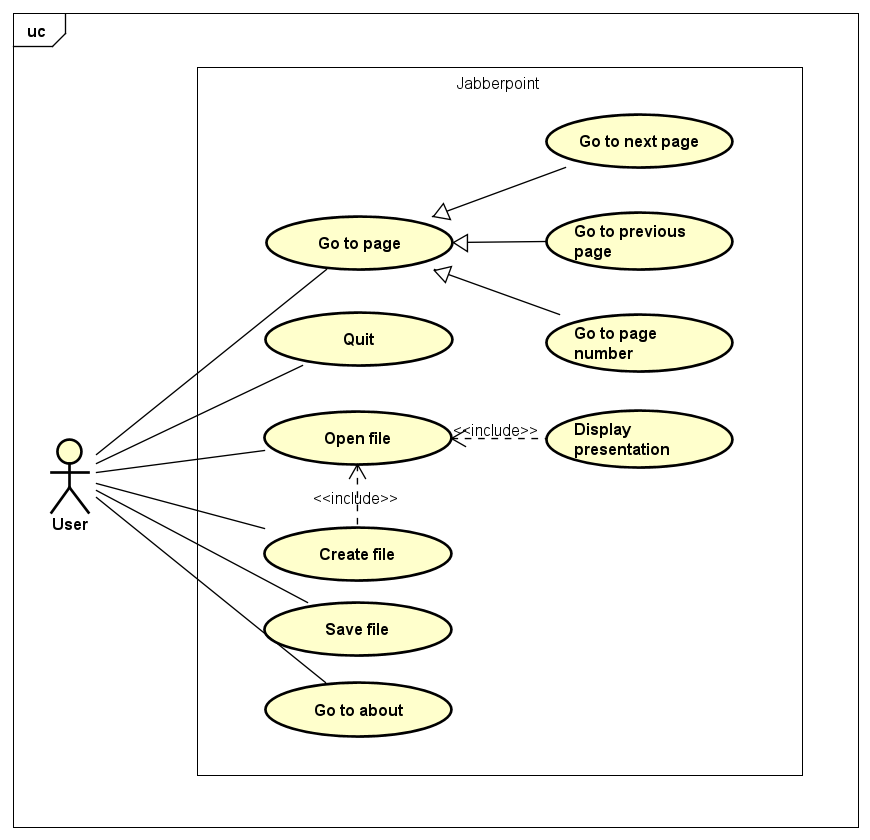 uc
Jabberpoint
Go to next page
Go to page
Go to previous
page
Quit
Go to page
number
Open file
<<include>>
Display
presentation
<<include>>
User
Create file
Save file
Go to about